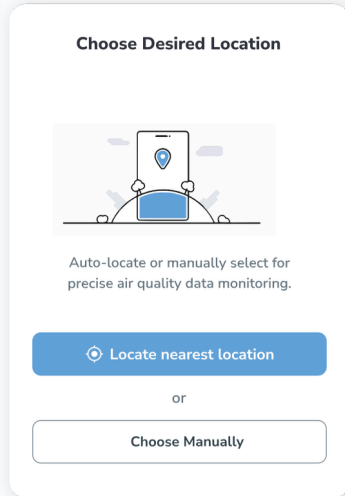 Choose Desired Location
Auto-locate or manually select for
precise air quality data monitoring.
Locate nearest location
or
Choose Manually